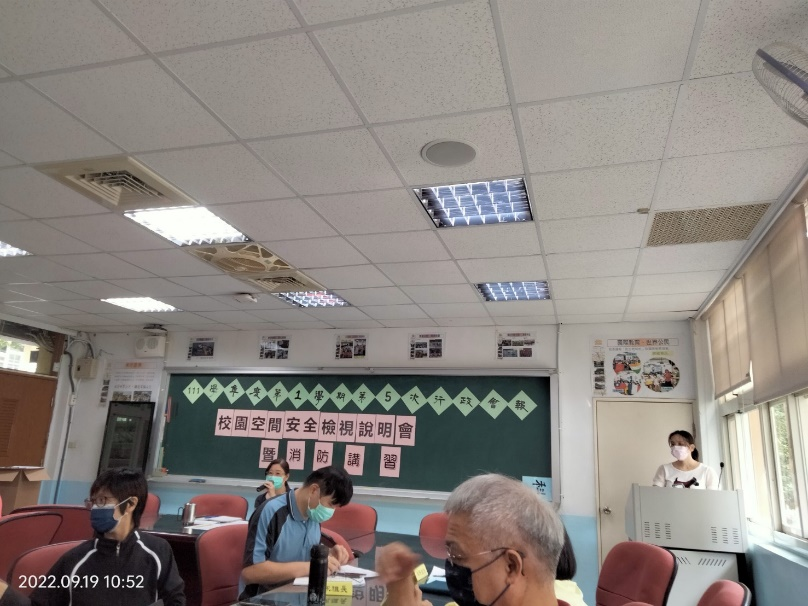 111學年度第1學期第5次行政會報
校園空間安全檢視說明會
暨消防講習
組長
2022.09.19 10:52